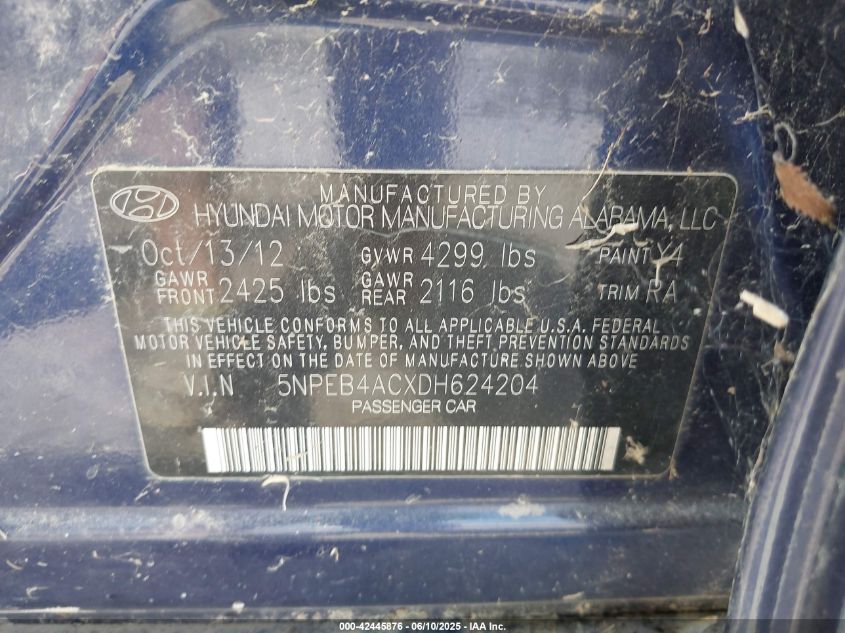 MANUFACTURED BY
HYUNDAI MOTOR MANUFACTURING ALABAMA, LLC
Oct/13/12 GVWR 4299 lbs PAINT Y4
GAWR FRONT 2425 lbs GAWR REAR 2116 lbs TRIM RA
THIS VEHICLE CONFORMS TO ALL APPLICABLE U.S.A. FEDERAL
MOTOR VEHICLE SAFETY, BUMPER, AND THEFT PREVENTION STANDARDS
IN EFFECT ON THE DATE OF MANUFACTURE SHOWN ABOVE
V.I.N 5NPEB4ACXDH624204
PASSENGER CAR
000-42445876 - 06/10/2025 - IAA Inc.